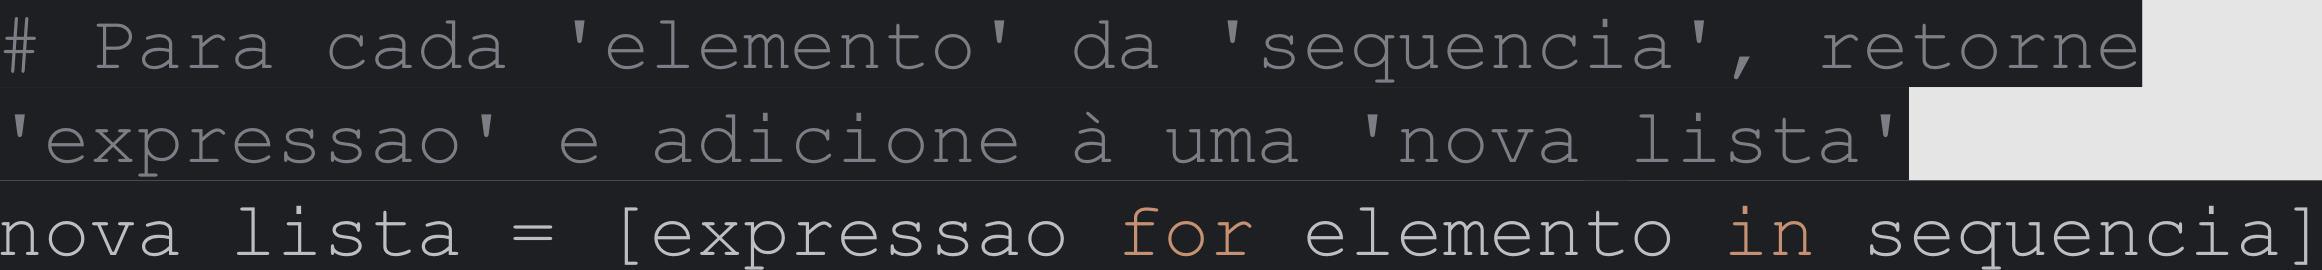 # Para cada 'elemento' da 'sequencia', retorne
'expressao' e adicione à uma 'nova lista'
nova lista = [expressao for elemento in sequencia]